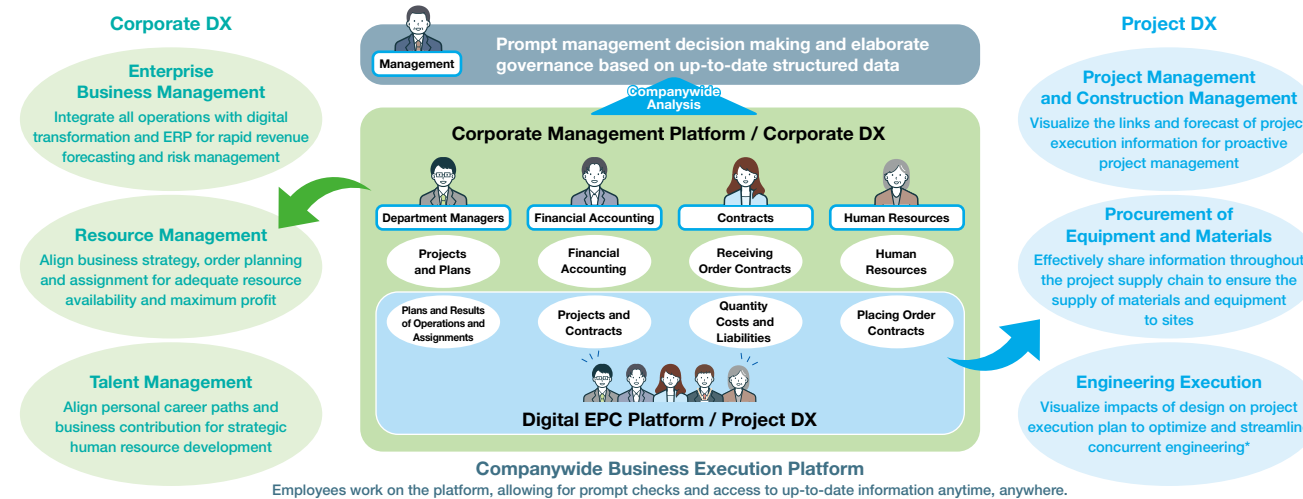 Corporate DX
Enterprise
Business Management
Integrate all operations with digital
transformation and ERP for rapid revenue
forecasting and risk management
Resource Management
Align business strategy, order planning
and assignment for adequate resource
availability and maximum profit
Talent Management
Align personal career paths and
business contribution for strategic
human resource development
Management
Prompt management decision making and elaborate
governance based on up-to-date structured data
Companywide
Analysis
Corporate Management Platform / Corporate DX
Department Managers
Financial Accounting
Contracts
Human Resources
Projects
and Plans
Financial
Accounting
Receiving
Order Contracts
Human
Resources
Plans and Results
of Operations and
Assignments
Projects and
Contracts
Quantity
Costs and
Liabilities
Placing Order
Contracts
Digital EPC Platform / Project DX
Companywide Business Execution Platform
Employees work on the platform, allowing for prompt checks and access to up-to-date information anytime, anywhere.
Project DX
Project Management
and Construction Management
Visualize the links and forecast of project
execution information for proactive
project management
Procurement of
Equipment and Materials
Effectively share information throughout
the project supply chain to ensure the
supply of materials and equipment
to sites
Engineering Execution
Visualize impacts of design on project
execution plan to optimize and streamline
concurrent engineering*